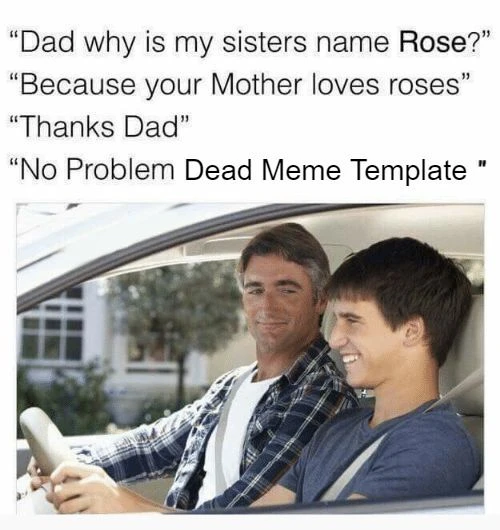 “Dad why is my sisters name Rose?”
“Because your Mother loves roses”
“Thanks Dad”
“No Problem Dead Meme Template "